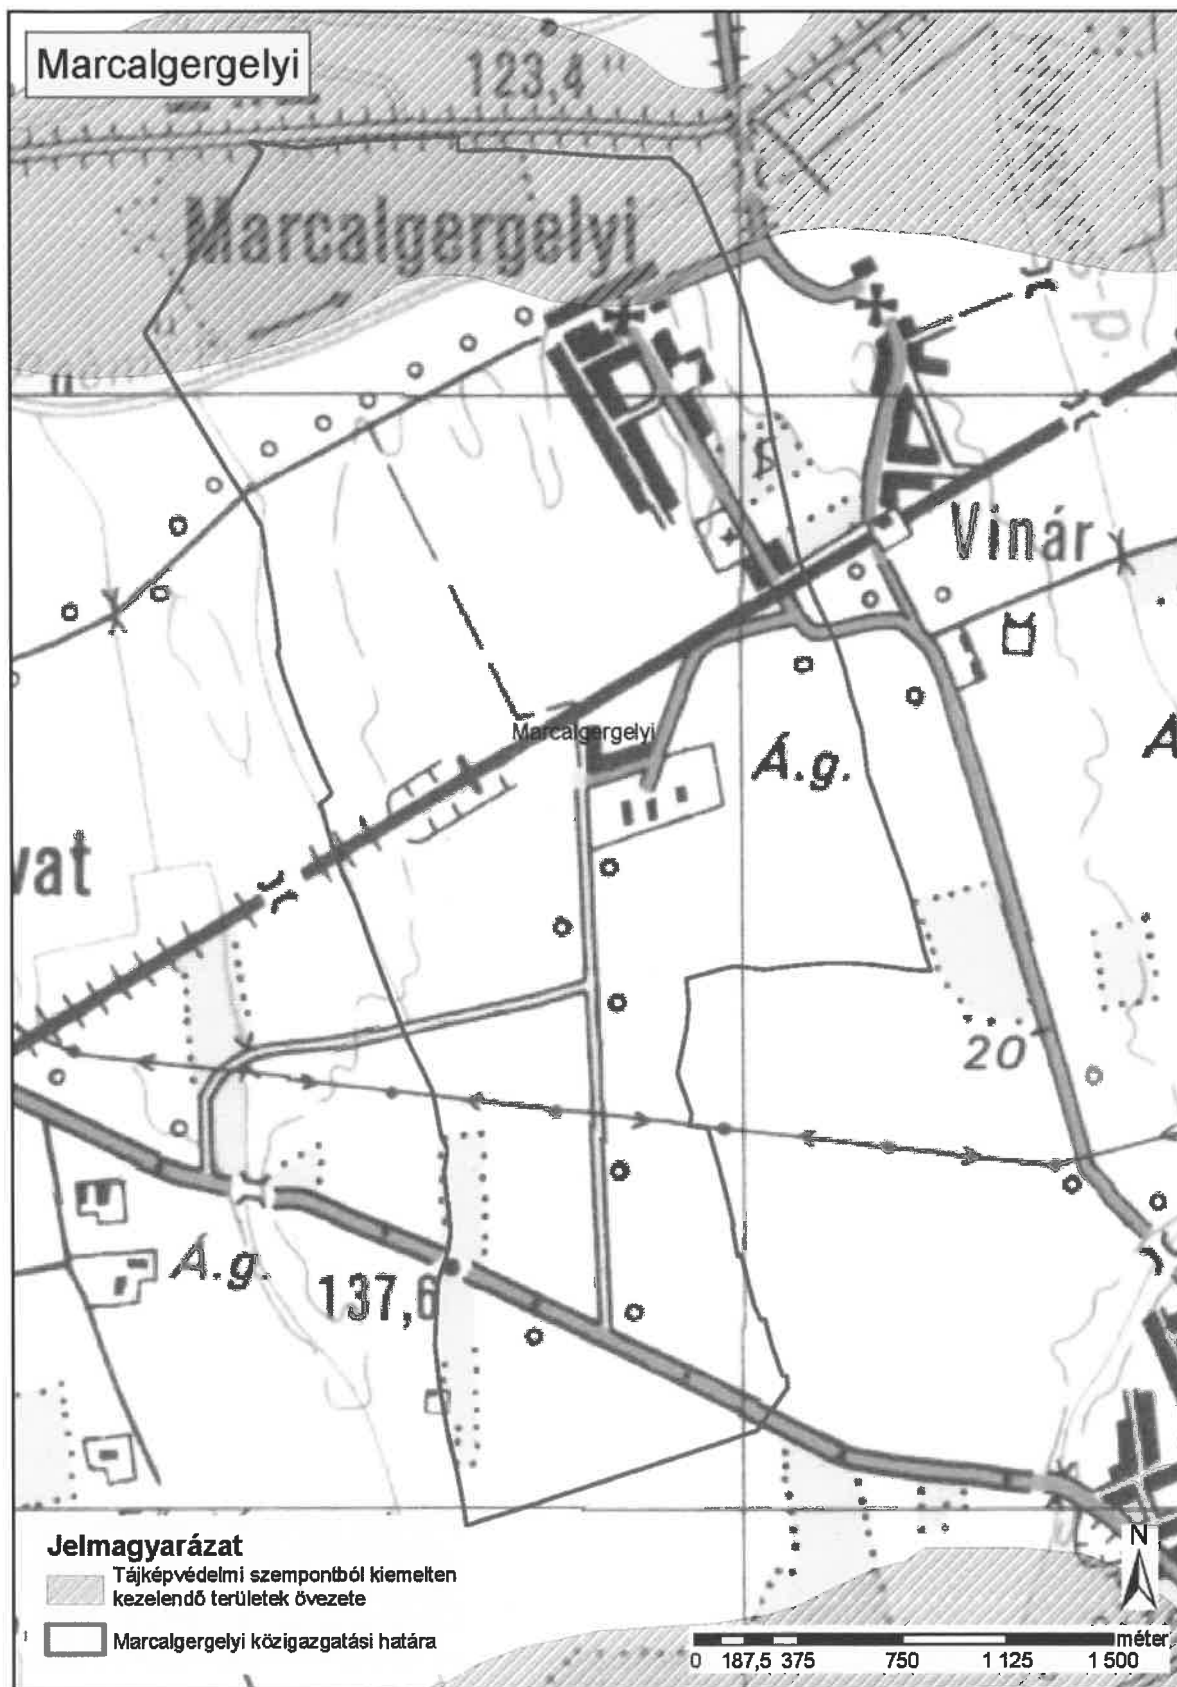 Marcalgergelyi
123,4
Marcalgergelyi
Vinár
Marcalgergelyi
Á.g.
vat
20
Á.g.
137,6
N
Jelmagyarázat
Tájképvédelmi szempontból kiemelten
kezelendő területek övezete
Marcalgergelyi közigazgatási határa
méter
0 187,5 375 750 1 125 1 500